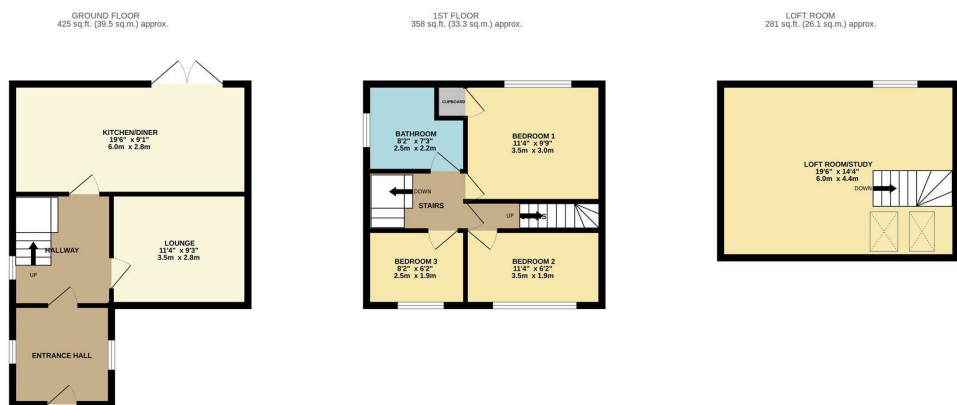 GROUND FLOOR
425 sq.ft. (39.5 sq.m.) approx.
KITCHEN/DINER
19'6" x 9'1"
6.0m x 2.8m
HALLWAY
UP
LOUNGE
11'4" x 9'3"
3.5m x 2.8m
ENTRANCE HALL
1ST FLOOR
358 sq.ft. (33.3 sq.m.) approx.
CUPBOARD
BATHROOM
8'2" x 7'3"
2.5m x 2.2m
BEDROOM 1
11'4" x 9'9"
3.5m x 3.0m
DOWN
STAIRS
UP
BEDROOM 3
8'2" x 6'2"
2.5m x 1.9m
BEDROOM 2
11'4" x 6'2"
3.5m x 1.9m
LOFT ROOM
281 sq.ft. (26.1 sq.m.) approx.
LOFT ROOM/STUDY
19'6" x 14'4"
6.0m x 4.4m
DOWN